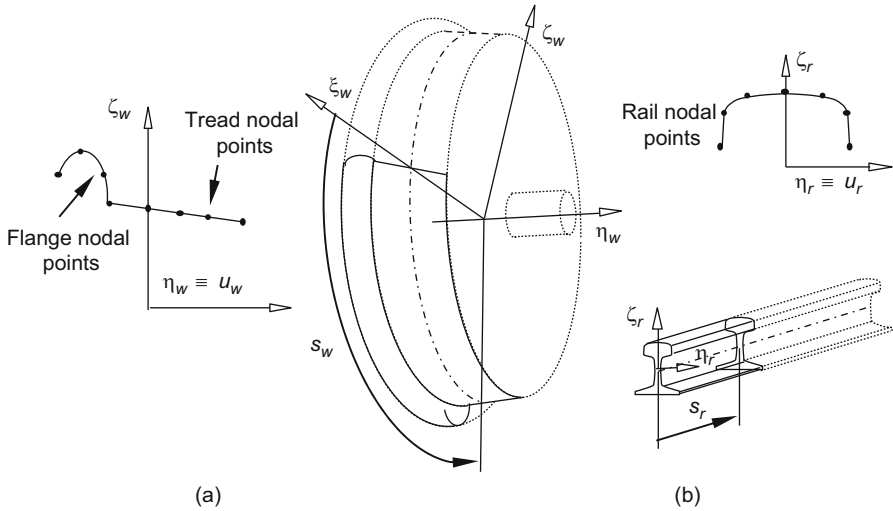 ζw
Tread nodal
points
Flange nodal
points
ηw ≡ uw
ξw
ζw
ηw
sw
(a)
ζr
Rail nodal
points
ηr ≡ ur
ζr
ηr
sr
(b)